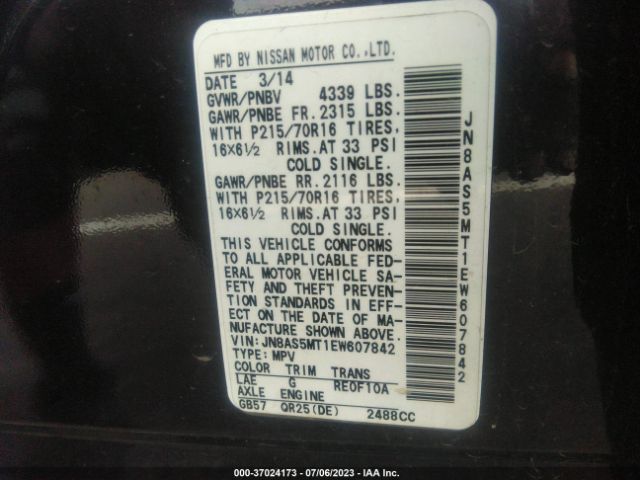 MFD BY NISSAN MOTOR CO.,LTD.
DATE 3/14
GVWR/PNBV 4339 LBS.
GAWR/PNBE FR. 2315 LBS.
WITH P215/70R16 TIRES,
16×6½ RIMS.AT 33 PSI
COLD SINGLE.
GAWR/PNBE RR. 2116 LBS.
WITH P215/70R16 TIRES,
16×6½ RIMS.AT 33 PSI
COLD SINGLE.
THIS VEHICLE CONFORMS
TO ALL APPLICABLE FED-
ERAL MOTOR VEHICLE SA-
FETY AND THEFT PREVEN-
TION STANDARDS IN EFF-
ECT ON THE DATE OF MA-
NUFACTURE SHOWN ABOVE.
VIN:JN8AS5MT1EW607842
TYPE:MPV
COLOR TRIM TRANS
LAE G RE0F10A
AXLE ENGINE
GB57 QR25(DE) 2488CC
JN8AS5MT1EW607842
000-37024173 - 07/06/2023 - IAA Inc.